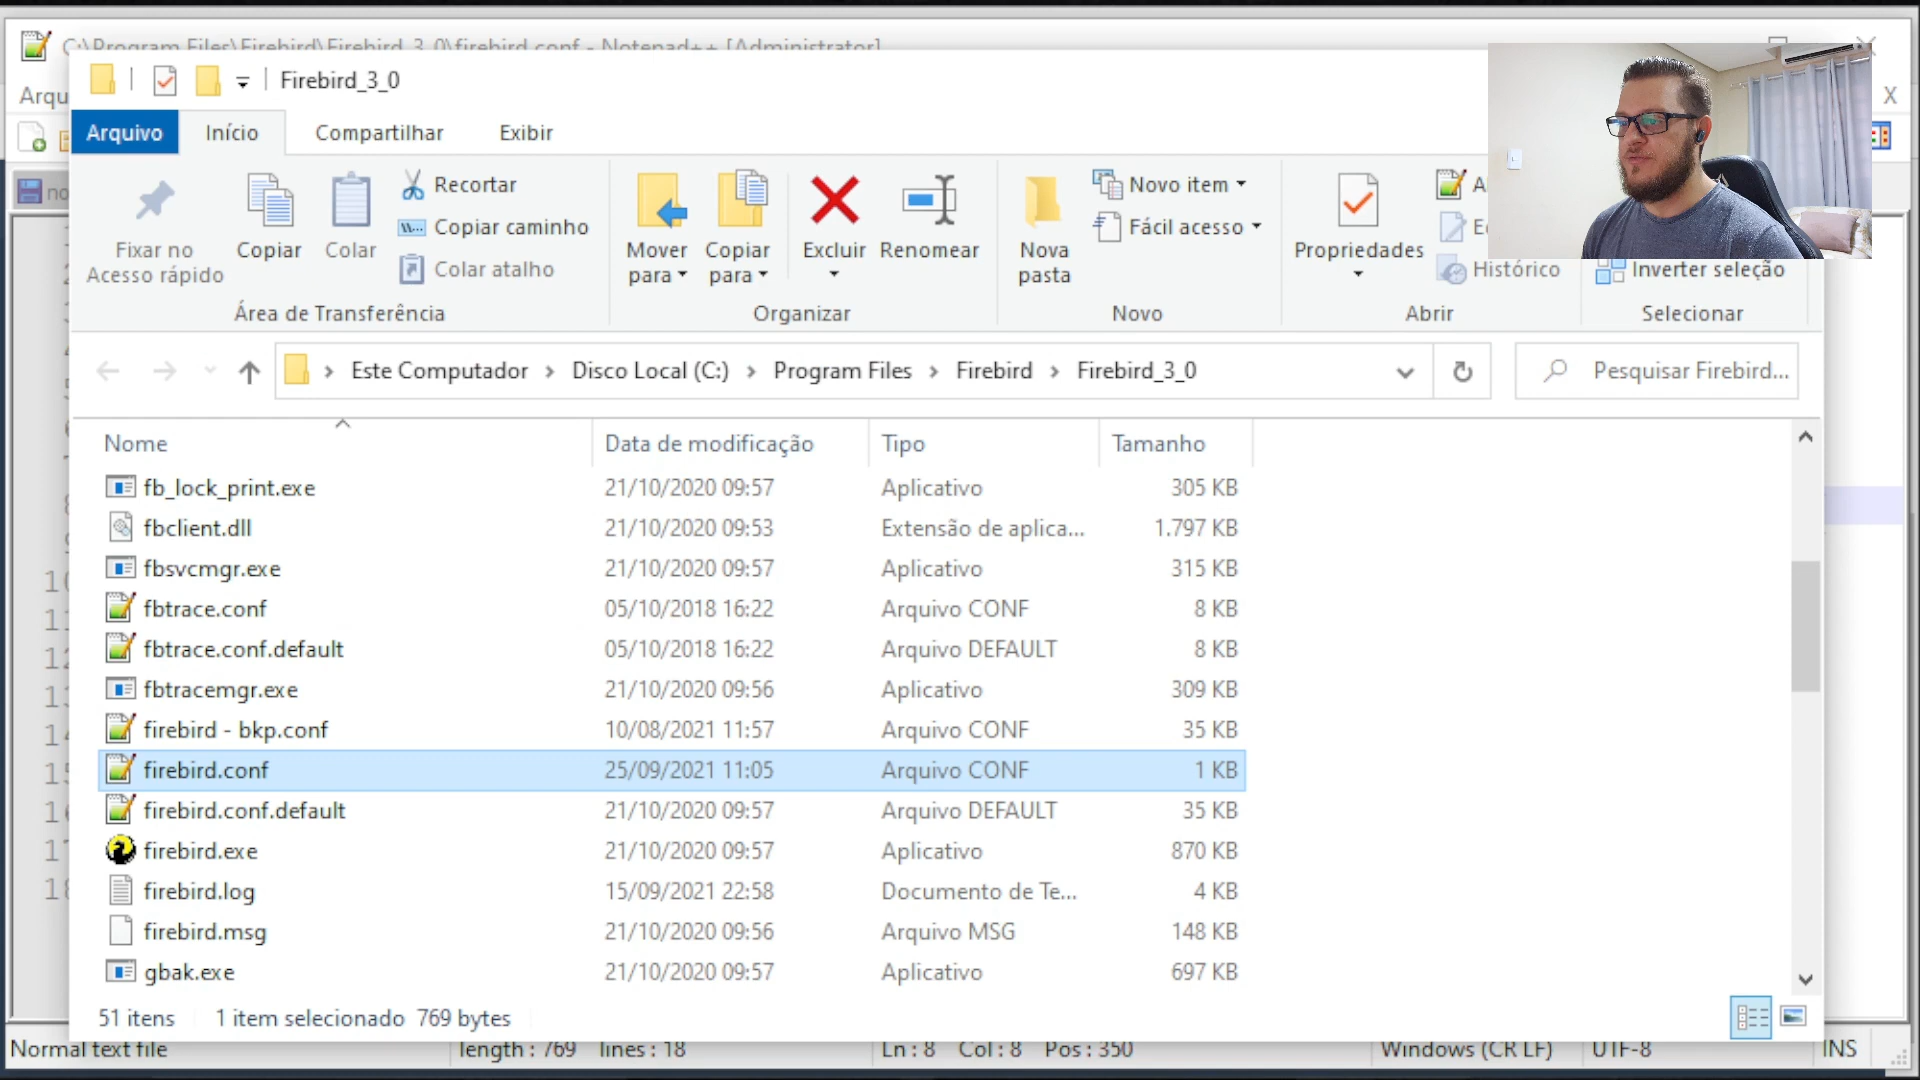 C:\Program Files\Firebird\Firebird_3_0\firebird.conf - Notepad++ [Administrator]
Firebird_3_0
Arqu
X
Arquivo
Início
Compartilhar
Exibir
no
Fixar no
Acesso rápido
Copiar
Colar
Recortar
Copiar caminho
Colar atalho
Área de Transferência
Mover
para
Copiar
para
Excluir
Renomear
Organizar
Nova
pasta
Novo item
Fácil acesso
Novo
Propriedades
Histórico
Abrir
Inverter seleção
Selecionar
Este Computador > Disco Local (C:) > Program Files > Firebird > Firebird_3_0
Pesquisar Firebird...
Nome Data de modificação Tipo Tamanho
fb_lock_print.exe 21/10/2020 09:57 Aplicativo 305 KB
fbclient.dll 21/10/2020 09:53 Extensão de aplica... 1.797 KB
fbsvcmgr.exe 21/10/2020 09:57 Aplicativo 315 KB
fbtrace.conf 05/10/2018 16:22 Arquivo CONF 8 KB
fbtrace.conf.default 05/10/2018 16:22 Arquivo DEFAULT 8 KB
fbtracemgr.exe 21/10/2020 09:56 Aplicativo 309 KB
firebird - bkp.conf 10/08/2021 11:57 Arquivo CONF 35 KB
firebird.conf 25/09/2021 11:05 Arquivo CONF 1 KB
firebird.conf.default 21/10/2020 09:57 Arquivo DEFAULT 35 KB
firebird.exe 21/10/2020 09:57 Aplicativo 870 KB
firebird.log 15/09/2021 22:58 Documento de Te... 4 KB
firebird.msg 21/10/2020 09:56 Arquivo MSG 148 KB
gbak.exe 21/10/2020 09:57 Aplicativo 697 KB
51 itens 1 item selecionado 769 bytes
Normal text file length : 769 lines : 18 Ln : 8 Col : 8 Pos : 350 Windows (CR LF) UTF-8 INS